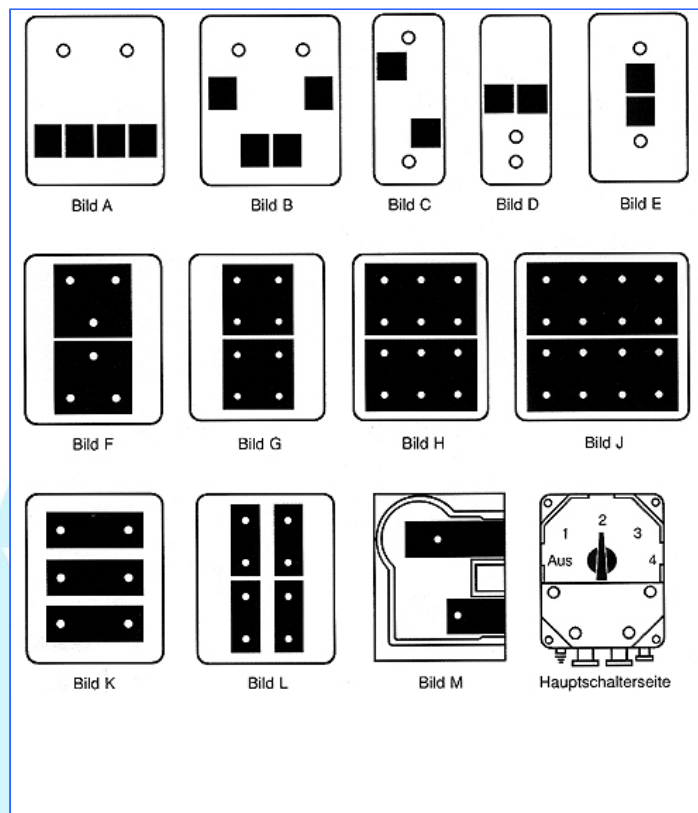 Bild A
Bild B
Bild C
Bild D
Bild E
Bild F
Bild G
Bild H
Bild J
Bild K
Bild L
Bild M
1
2
3
Aus
4
Hauptschalterseite